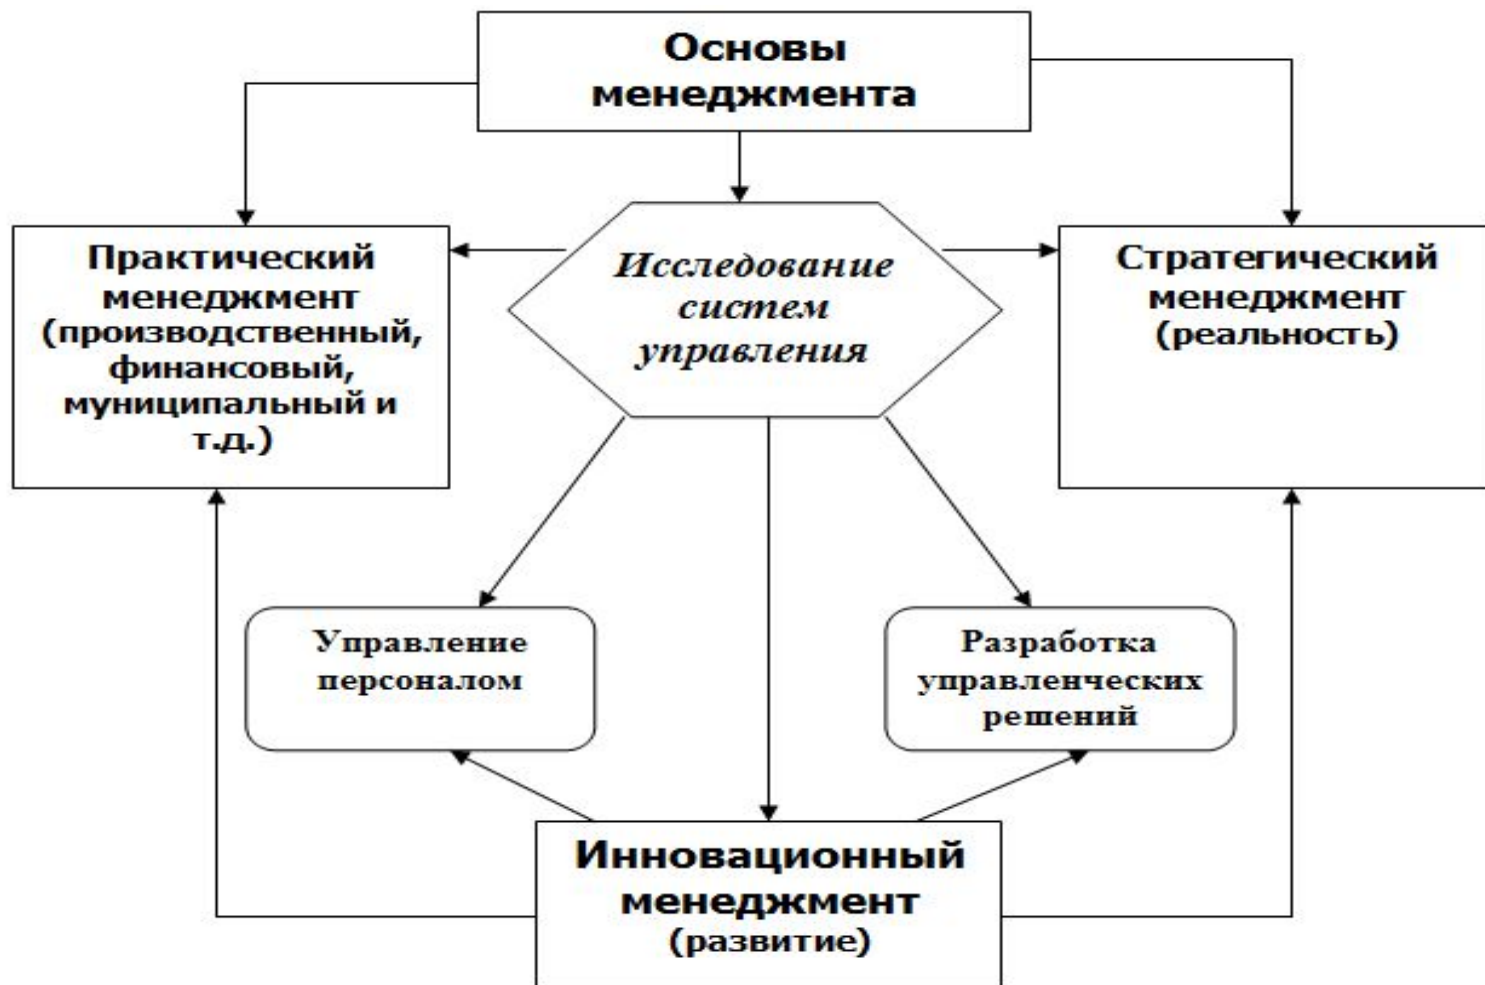 Основы
менеджмента
Практический
менеджмент
(производственный,
финансовый,
муниципальный и
т.д.)
Исследование
систем
управления
Стратегический
менеджмент
(реальность)
Управление
персоналом
Разработка
управленческих
решений
Инновационный
менеджмент
(развитие)